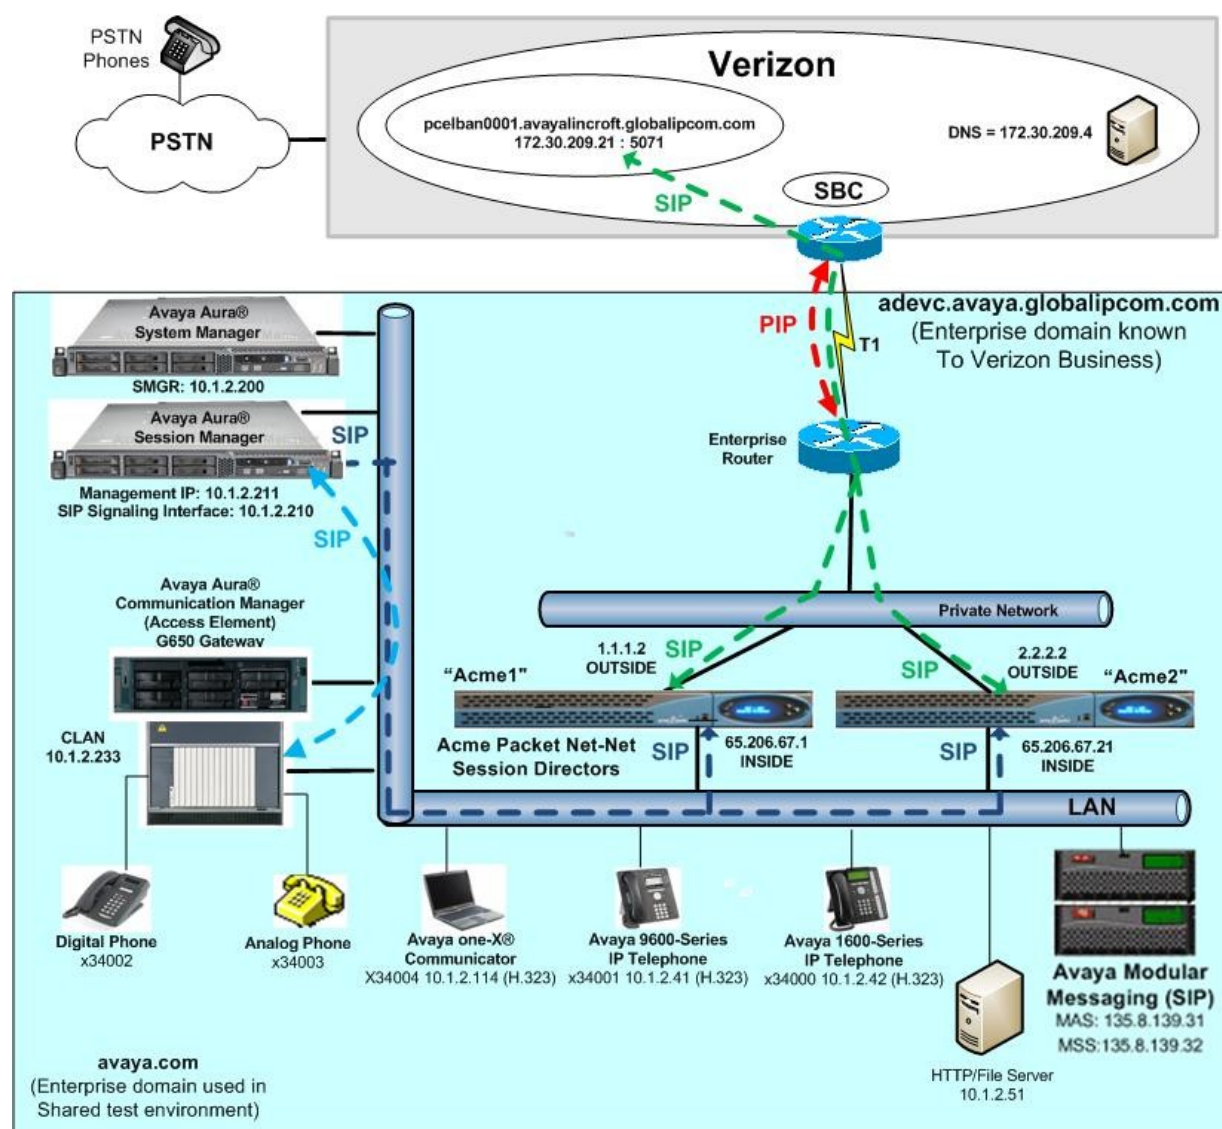 PSTN
Phones
PSTN
Verizon
pcelban0001.avayalincroft.globalipcom.com
172.30.209.21 : 5071
DNS = 172.30.209.4
SIP
SBC
adevc.avaya.globalipcom.com
(Enterprise domain known
To Verizon Business)
PIP
T1
Avaya Aura®
System Manager
SMGR: 10.1.2.200
Avaya Aura®
Session Manager
SIP
Management IP: 10.1.2.211
SIP Signaling Interface: 10.1.2.210
SIP
Enterprise
Router
Avaya Aura®
Communication Manager
(Access Element)
G650 Gateway
Private Network
1.1.1.2
OUTSIDE
SIP
SIP
2.2.2.2
OUTSIDE
"Acme1"
"Acme2"
CLAN
10.1.2.233
Acme Packet Net-Net
Session Directors
SIP
65.206.67.1
INSIDE
SIP
65.206.67.21
INSIDE
LAN
Digital Phone
x34002
Analog Phone
x34003
Avaya one-X®
Communicator
X34004 10.1.2.114 (H.323)
Avaya 9600-Series
IP Telephone
x34001 10.1.2.41 (H.323)
Avaya 1600-Series
IP Telephone
x34000 10.1.2.42 (H.323)
Avaya Modular
Messaging (SIP)
MAS: 135.8.139.31
MSS:135.8.139.32
HTTP/File Server
10.1.2.51
avaya.com
(Enterprise domain used in
Shared test environment)